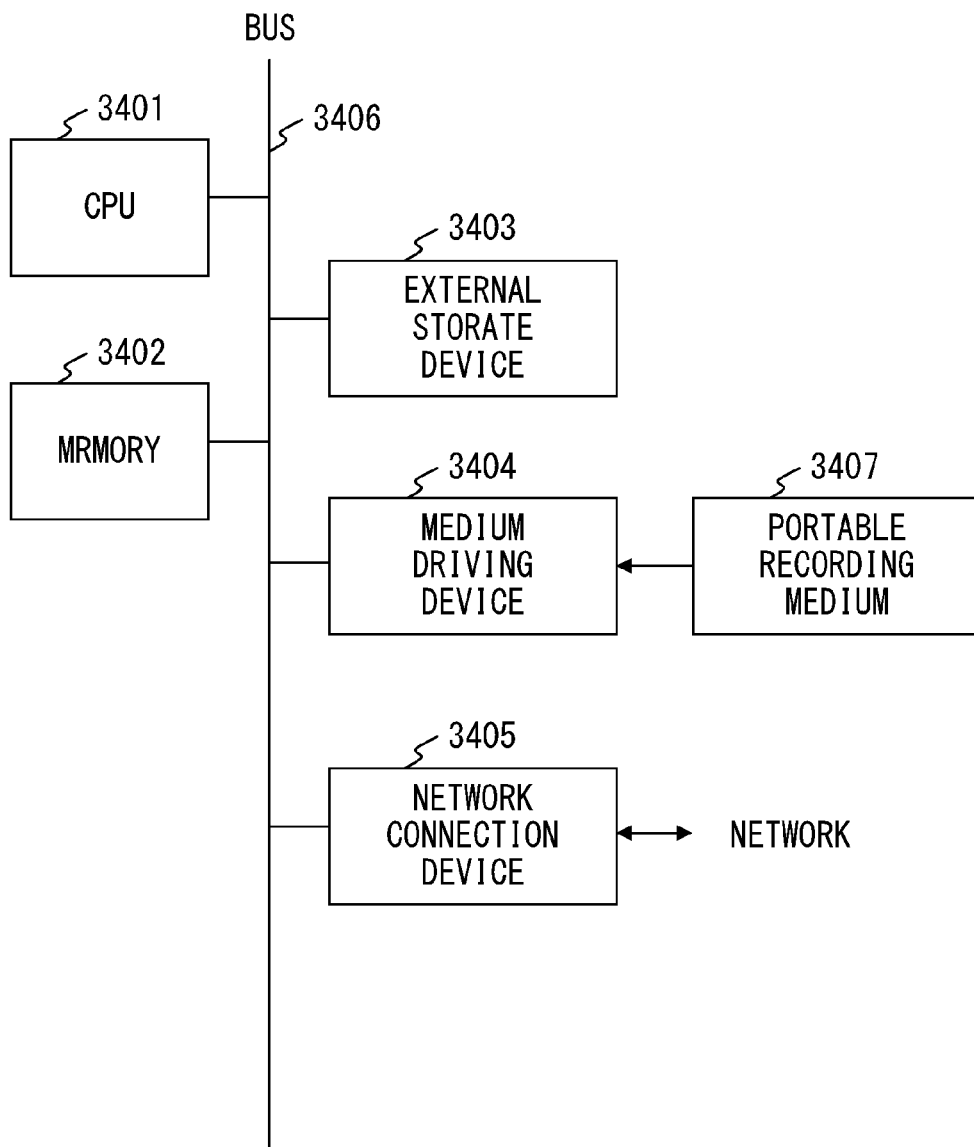 BUS
3401
3406
CPU
3403
EXTERNAL
STORATE
DEVICE
3402
MRMORY
3404
MEDIUM
DRIVING
DEVICE
3407
PORTABLE
RECORDING
MEDIUM
3405
NETWORK
CONNECTION
DEVICE
NETWORK